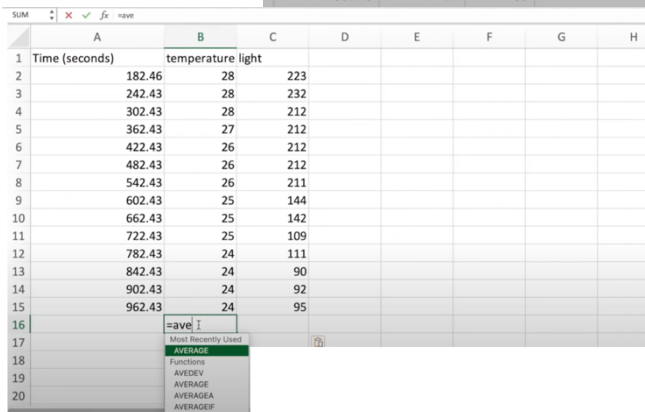 SUM fx =ave
A B C D E F G H
1 Time (seconds) temperature light
2 182.46 28 223
3 242.43 28 232
4 302.43 28 212
5 362.43 27 212
6 422.43 26 212
7 482.43 26 212
8 542.43 26 211
9 602.43 25 144
10 662.43 25 142
11 722.43 25 109
12 782.43 24 111
13 842.43 24 90
14 902.43 24 92
15 962.43 24 95
16 =ave
17 Most Recently Used
AVERAGE
18 Functions
19 AVEDEV
AVERAGE
20 AVERAGEA
AVERAGEIF